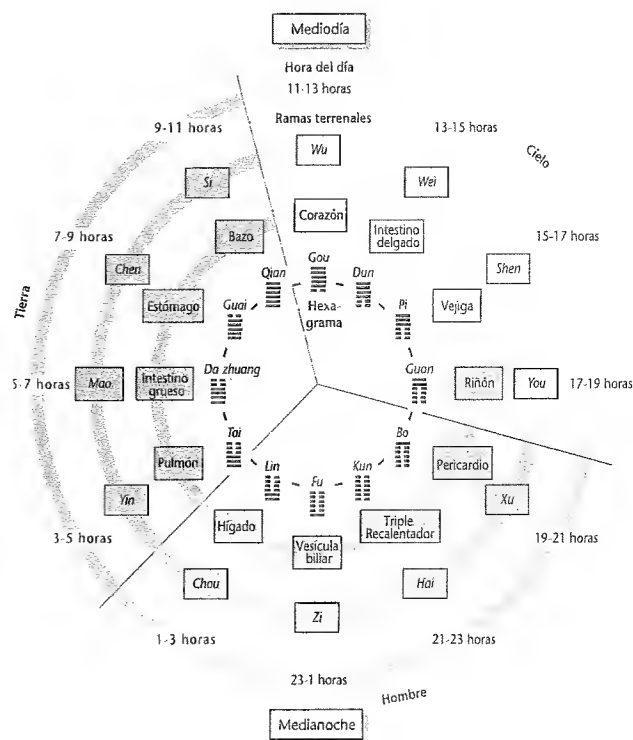 Mediodía
Hora del día
11-13 horas
9-11 horas
Ramas terrenales
13-15 horas
Wu
Cielo
Si
Wei
Corazón
7-9 horas
Bazo
Intestino
delgado
15-17 horas
Chen
Qian
Gou
Dun
Shen
Estómago
Guai
Hexa-
grama
Pi
Vejiga
Tierra
5-7 horas
Mao
Intestino
grueso
Da zhuang
Guan
Riñón
You
17-19 horas
Tai
Bo
Pulmón
Lin
Fu
Kun
Pericardio
Yin
Xu
3-5 horas
Hígado
Vesícula
biliar
Triple
Recalentador
19-21 horas
Chou
Hai
Zi
1-3 horas
21-23 horas
23-1 horas
Hombre
Medianoche